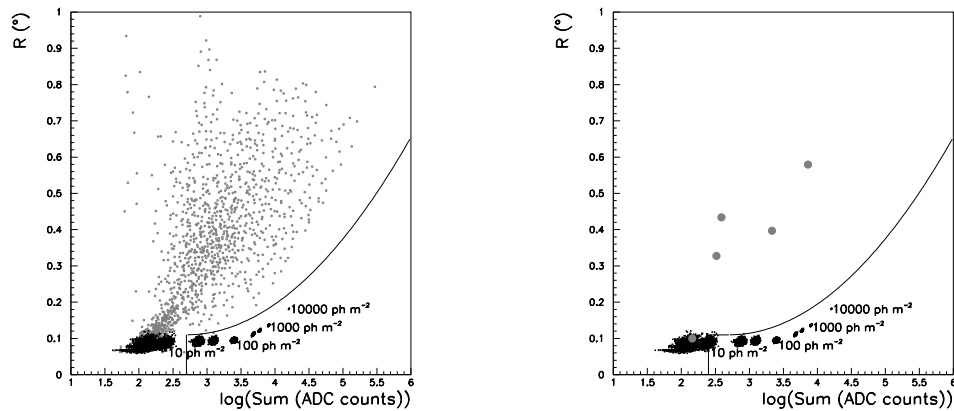 R (°)
1
0.9
0.8
0.7
0.6
0.5
0.4
0.3
0.2
0.1
0
10000 ph m⁻²
1000 ph m⁻²
100 ph m⁻²
10 ph m⁻²
1 1.5 2 2.5 3 3.5 4 4.5 5 5.5 6
log(Sum (ADC counts))
R (°)
1
0.9
0.8
0.7
0.6
0.5
0.4
0.3
0.2
0.1
0
10000 ph m⁻²
1000 ph m⁻²
100 ph m⁻²
10 ph m⁻²
1 1.5 2 2.5 3 3.5 4 4.5 5 5.5 6
log(Sum (ADC counts))